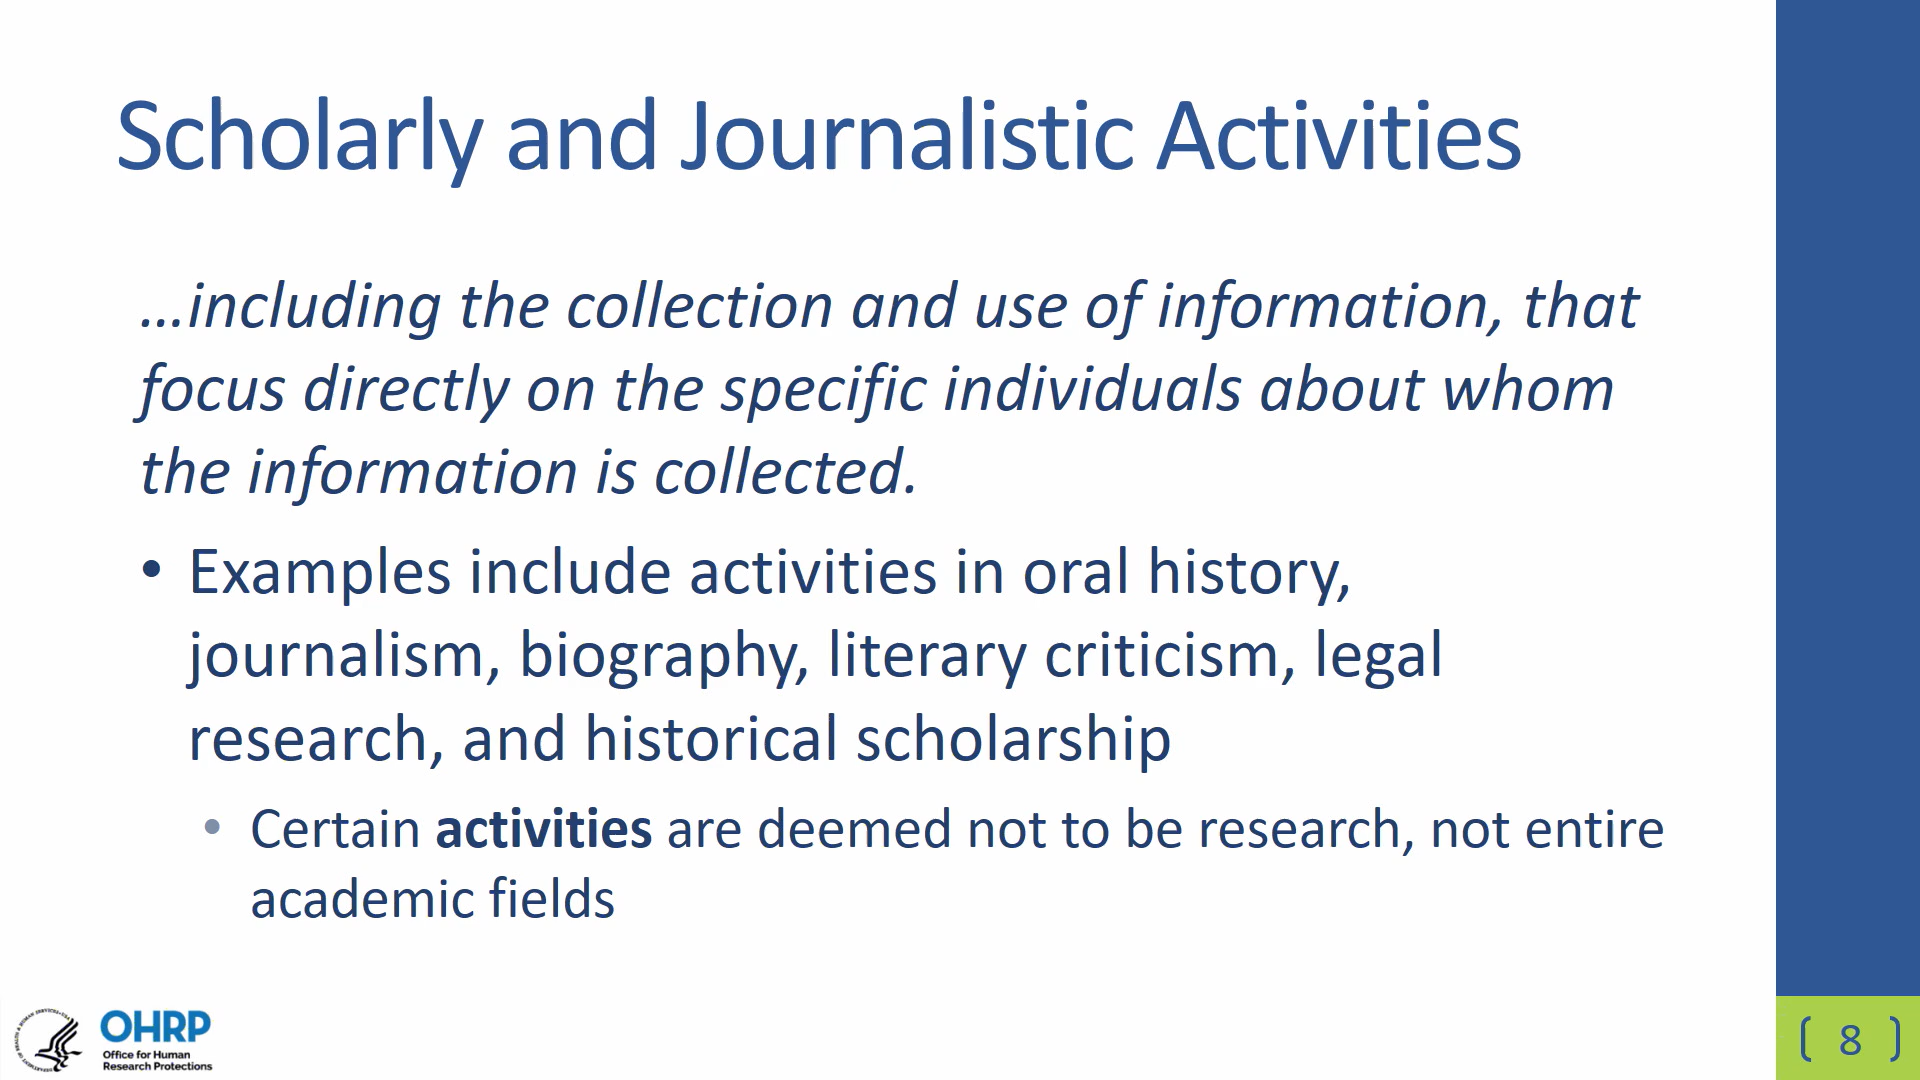 Scholarly and Journalistic Activities
…including the collection and use of information, that
focus directly on the specific individuals about whom
the information is collected.
• Examples include activities in oral history,
journalism, biography, literary criticism, legal
research, and historical scholarship
• Certain activities are deemed not to be research, not entire
academic fields
OHRP
Office for Human
Research Protections
8